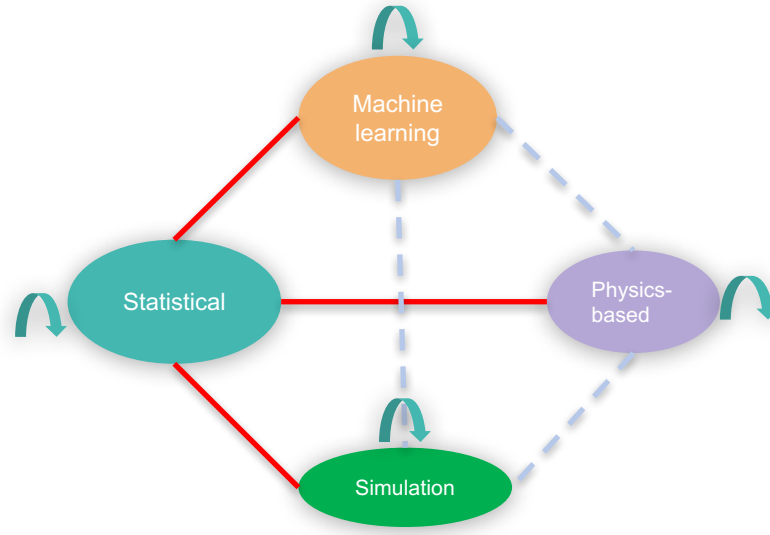 Machine
learning
Statistical
Physics-
based
Simulation